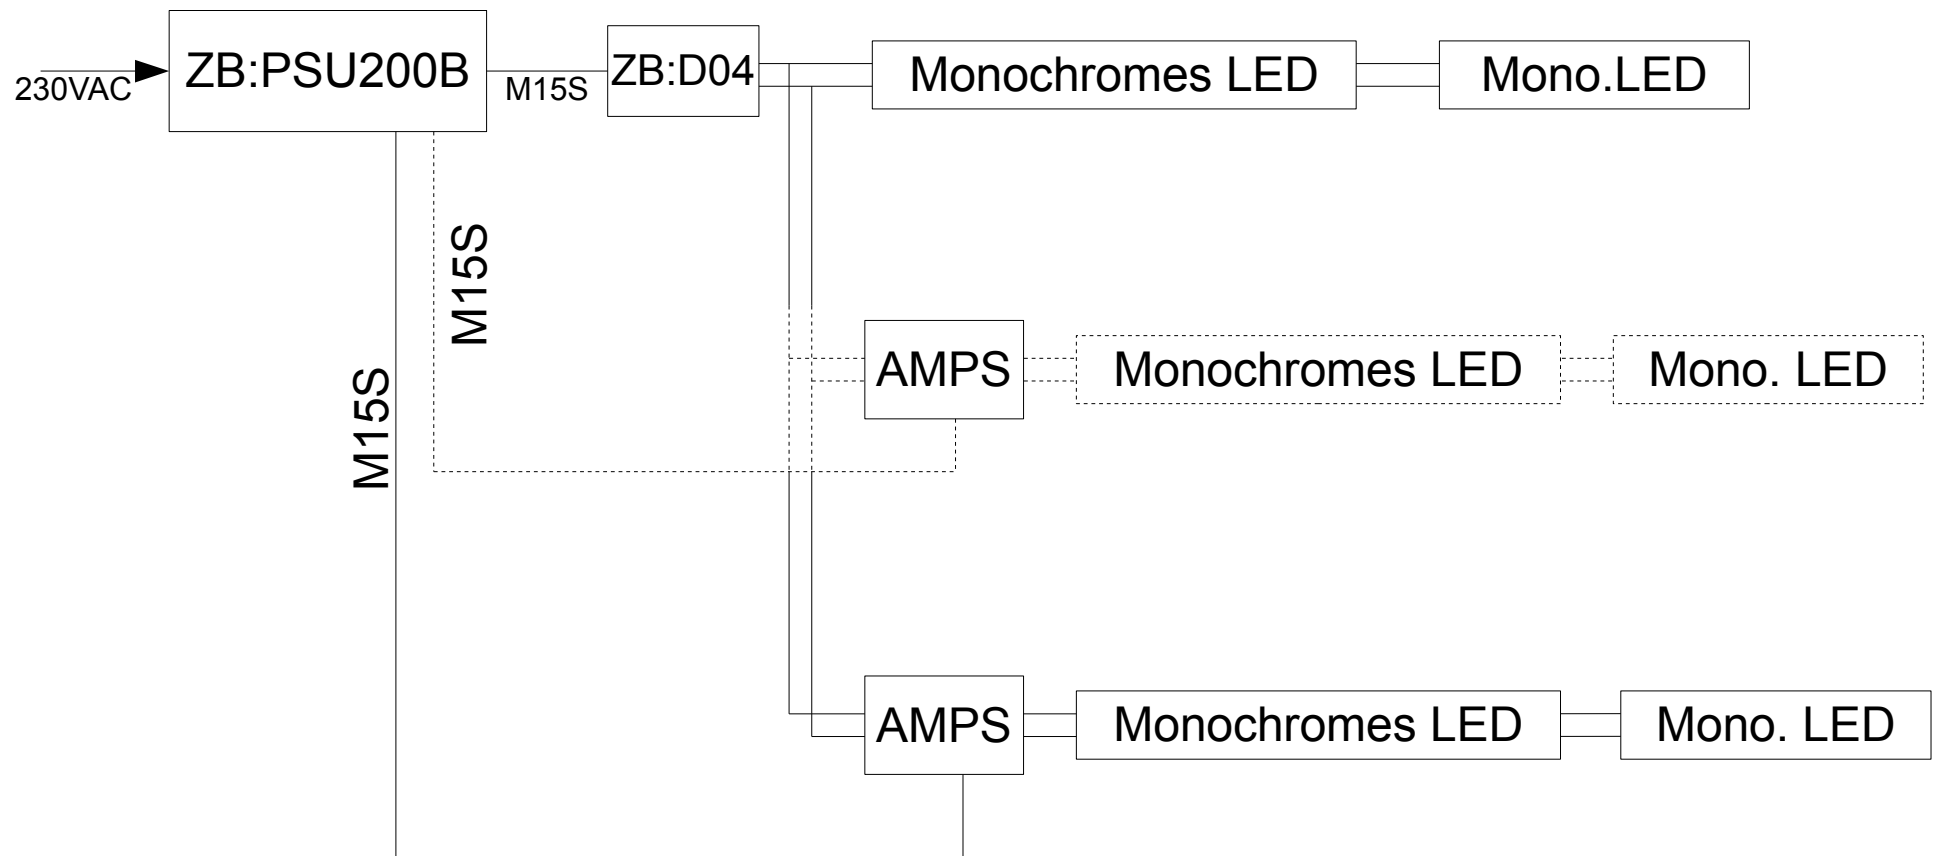 230VAC
ZB:PSU200B
M15S
ZB:D04
Monochromes LED
Mono.LED
M15S
M15S
AMPS
Monochromes LED
Mono. LED
AMPS
Monochromes LED
Mono. LED